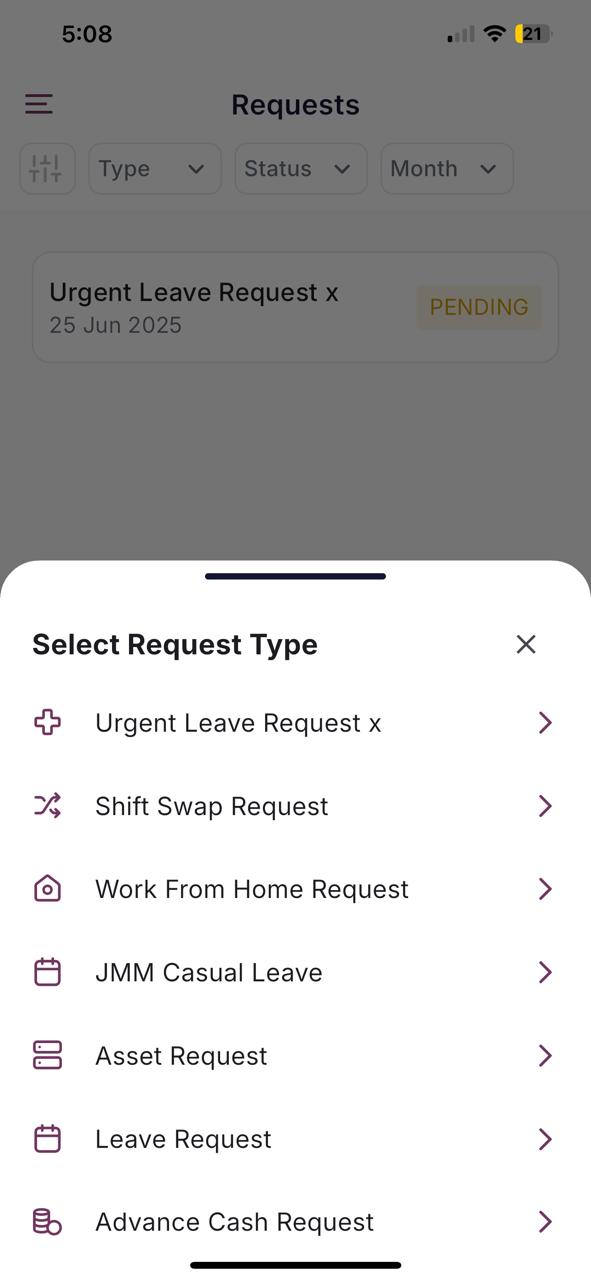 5:08
21
Requests
Type
Status
Month
Urgent Leave Request x
25 Jun 2025
PENDING
Select Request Type
Urgent Leave Request x
Shift Swap Request
Work From Home Request
JMM Casual Leave
Asset Request
Leave Request
Advance Cash Request